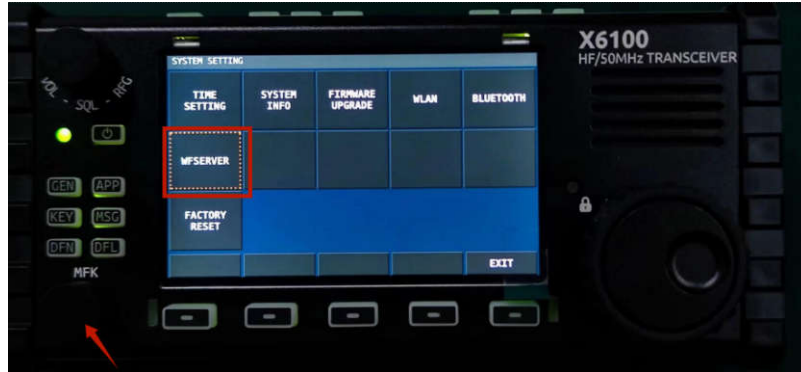 X6100
HF/50MHz TRANSCEIVER
SYSTEM SETTING
VOL - SQL - RFG
TIME SETTING
SYSTEM INFO
FIRMWARE UPGRADE
WLAN
BLUETOOTH
WFSERVER
FACTORY RESET
EXIT
GEN APP
KEY MSG
DFN DFL
MFK